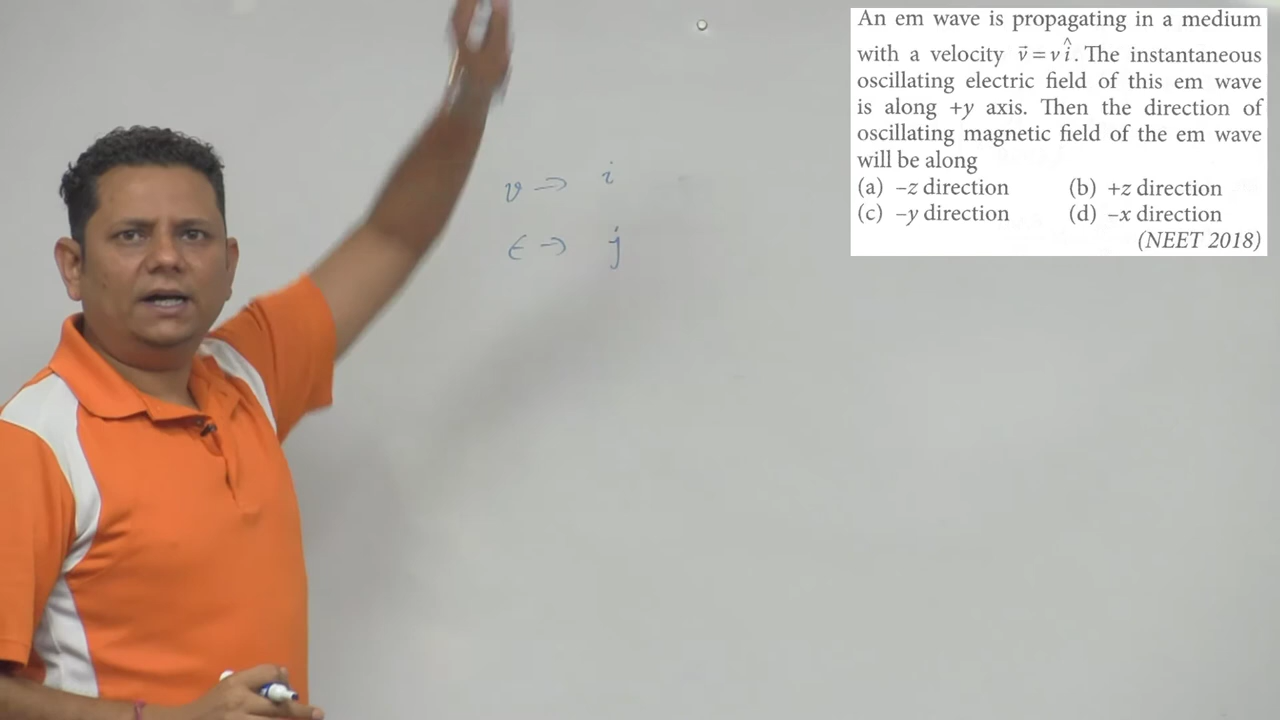 v → i
E → j
An em wave is propagating in a medium
with a velocity v⃗ = v î. The instantaneous
oscillating electric field of this em wave
is along +y axis. Then the direction of
oscillating magnetic field of the em wave
will be along
(a) –z direction (b) +z direction
(c) –y direction (d) –x direction
(NEET 2018)